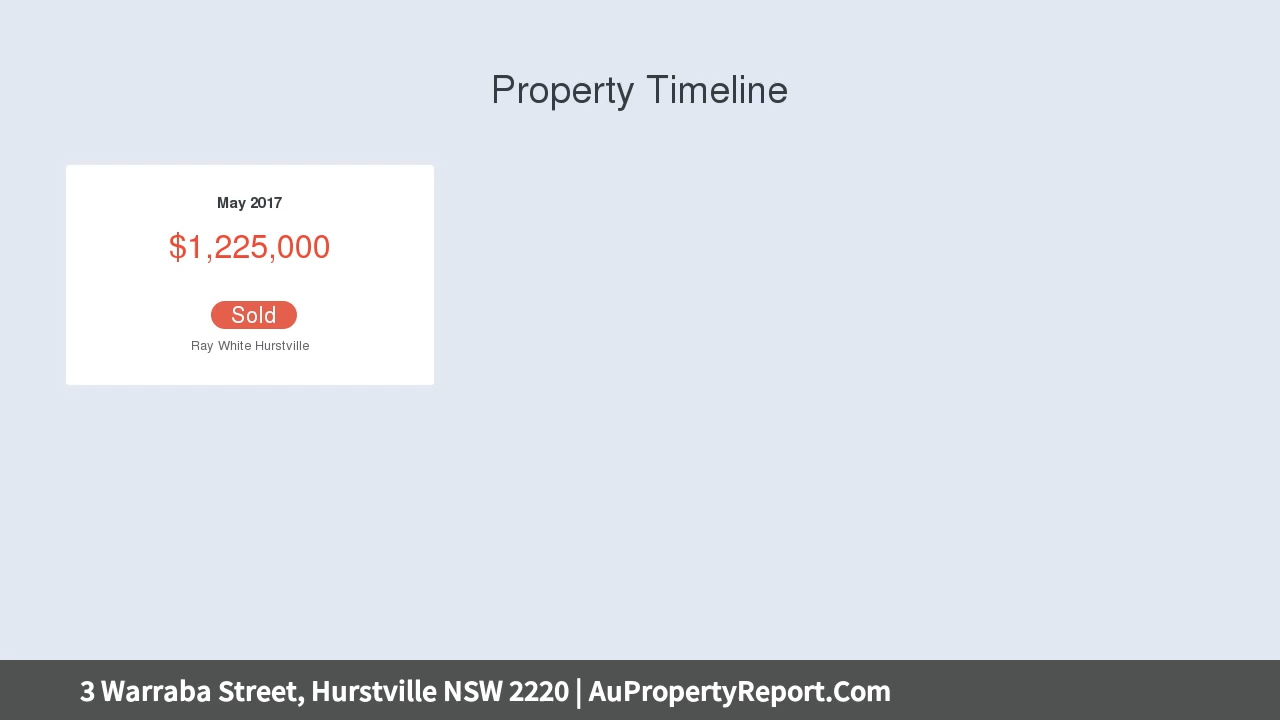 Property Timeline
May 2017
$1,225,000
Sold
Ray White Hurstville
3 Warraba Street, Hurstville NSW 2220 | AuPropertyReport.Com